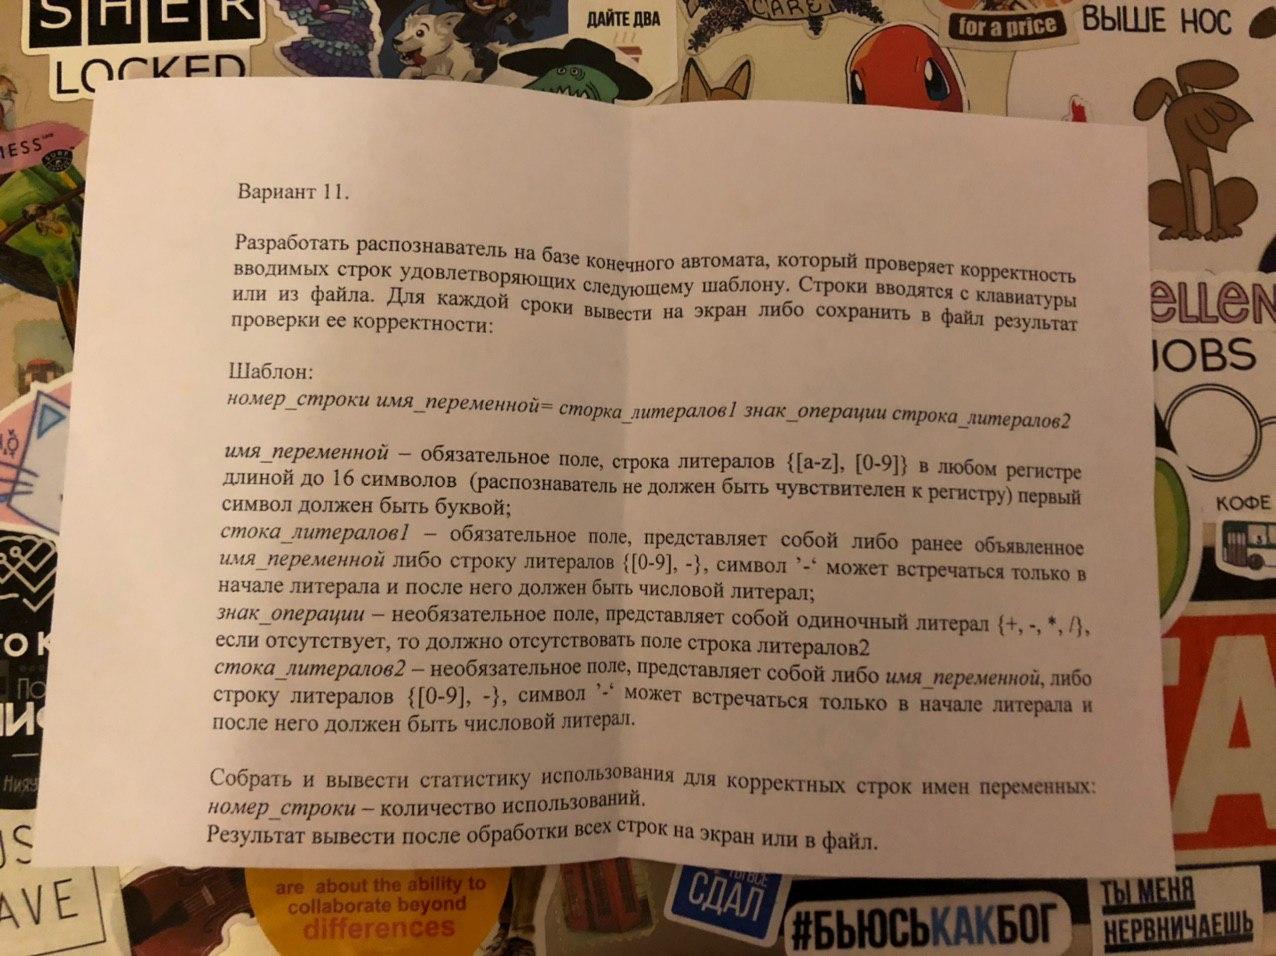 SHER
LOCKED
ДАЙТЕ ДВА
CARE
for a price
ВЫШЕ НОС
ELLEN
JOBS
КОФЕ
Вариант 11.
Разработать распознаватель на базе конечного автомата, который проверяет корректность
вводимых строк удовлетворяющих следующему шаблону. Строки вводятся с клавиатуры
или из файла. Для каждой сроки вывести на экран либо сохранить в файл результат
проверки ее корректности:
Шаблон:
номер_строки имя_переменной= сторка_литералов1 знак_операции строка_литералов2
имя_переменной – обязательное поле, строка литералов {[a-z], [0-9]} в любом регистре
длиной до 16 символов (распознаватель не должен быть чувствителен к регистру) первый
символ должен быть буквой;
стока_литералов1 – обязательное поле, представляет собой либо ранее объявленное
имя_переменной либо строку литералов {[0-9], -}, символ ’-‘ может встречаться только в
начале литерала и после него должен быть числовой литерал;
знак_операции – необязательное поле, представляет собой одиночный литерал {+, -, *, /},
если отсутствует, то должно отсутствовать поле строка литералов2
стока_литералов2 – необязательное поле, представляет собой либо имя_переменной, либо
строку литералов {[0-9], -}, символ ’-‘ может встречаться только в начале литерала и
после него должен быть числовой литерал.
Собрать и вывести статистику использования для корректных строк имен переменных:
номер_строки – количество использований.
Результат вывести после обработки всех строк на экран или в файл.
are about the ability to
collaborate beyond
differences
СДАЛ
#БЬЮСЬКАКБОГ
ТЫ МЕНЯ
НЕРВНИЧАЕШЬ